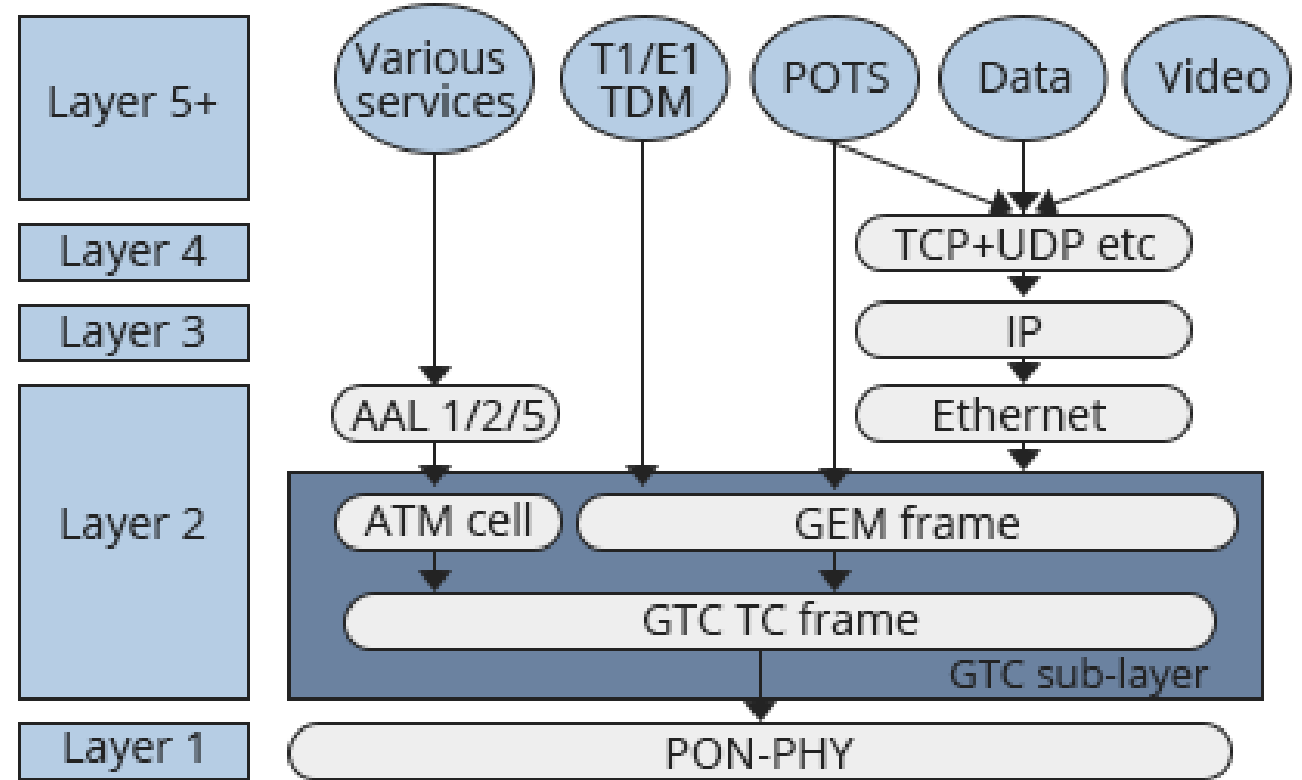 Layer 5+
Various
services
T1/E1
TDM
POTS
Data
Video
Layer 4
TCP+UDP etc
Layer 3
IP
Layer 2
AAL 1/2/5
Ethernet
ATM cell
GEM frame
GTC TC frame
GTC sub-layer
Layer 1
PON-PHY